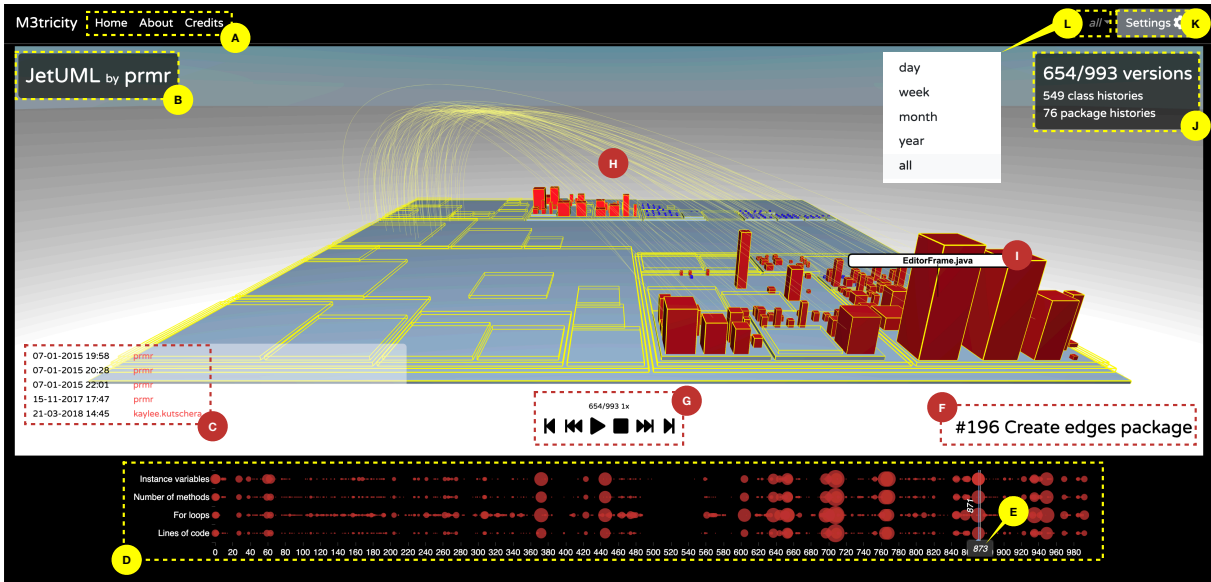 M3tricity Home About Credits
A
L
all
Settings
K
JetUML by prmr
B
day
week
month
year
all
654/993 versions
549 class histories
76 package histories
J
H
EditorFrame.java
I
07-01-2015 19:58 prmr
07-01-2015 20:28 prmr
07-01-2015 22:01 prmr
15-11-2017 17:47 prmr
21-03-2018 14:45 kaylee.kutschera
C
654/993 1x
G
F
#196 Create edges package
Instance variables
Number of methods
For loops
Lines of code
871
E
873
0 20 40 60 80 100 120 140 160 180 200 220 240 260 280 300 320 340 360 380 400 420 440 460 480 500 520 540 560 580 600 620 640 660 680 700 720 740 760 780 800 820 840 900 920 940 960 980
D